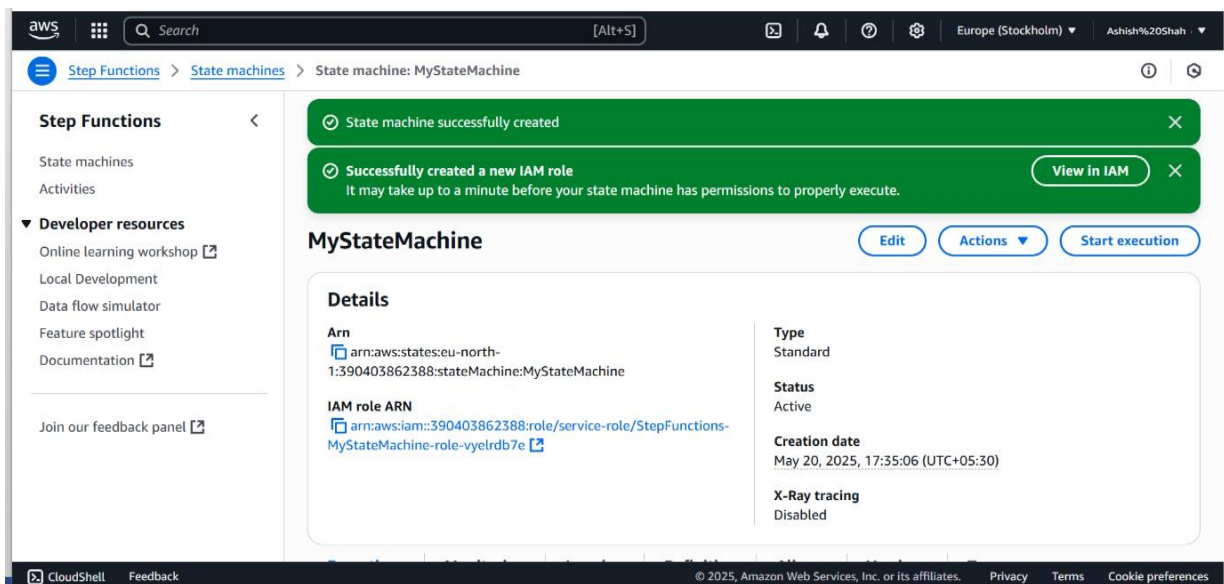 aws
Search
[Alt+S]
Europe (Stockholm)
Ashish%20Shah
Step Functions > State machines > State machine: MyStateMachine
Step Functions
State machines
Activities
Developer resources
Online learning workshop
Local Development
Data flow simulator
Feature spotlight
Documentation
Join our feedback panel
State machine successfully created
Successfully created a new IAM role
It may take up to a minute before your state machine has permissions to properly execute.
View in IAM
MyStateMachine
Edit
Actions
Start execution
Details
Arn
arn:aws:states:eu-north-
1:390403862388:stateMachine:MyStateMachine
IAM role ARN
arn:aws:iam::390403862388:role/service-role/StepFunctions-
MyStateMachine-role-vyelrdb7e
Type
Standard
Status
Active
Creation date
May 20, 2025, 17:35:06 (UTC+05:30)
X-Ray tracing
Disabled
CloudShell
Feedback
© 2025, Amazon Web Services, Inc. or its affiliates.
Privacy
Terms
Cookie preferences